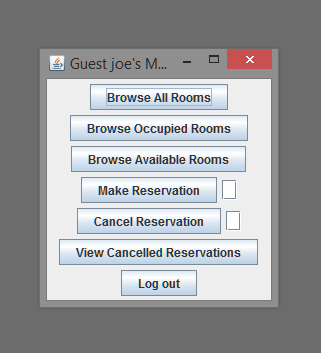 Guest joe's M...
Browse All Rooms
Browse Occupied Rooms
Browse Available Rooms
Make Reservation
Cancel Reservation
View Cancelled Reservations
Log out